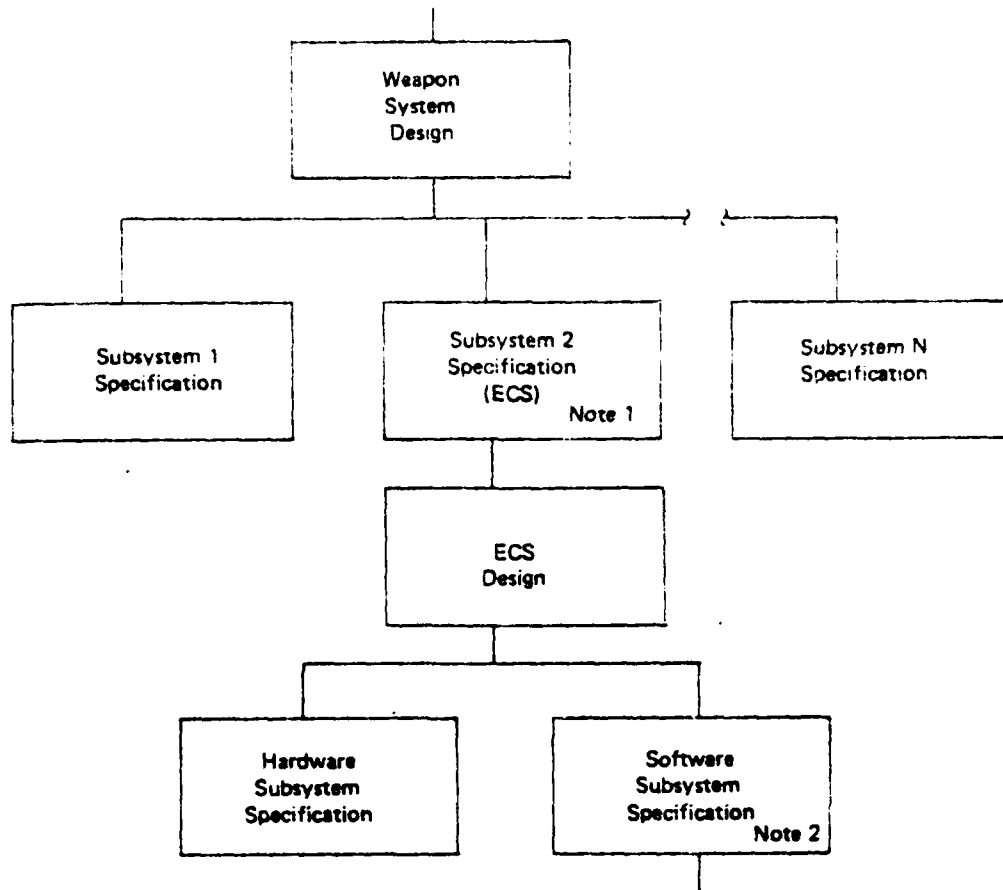 Weapon
System
Design
Subsystem 1
Specification
Subsystem 2
Specification
(ECS)
Note 1
Subsystem N
Specification
ECS
Design
Hardware
Subsystem
Specification
Software
Subsystem
Specification
Note 2